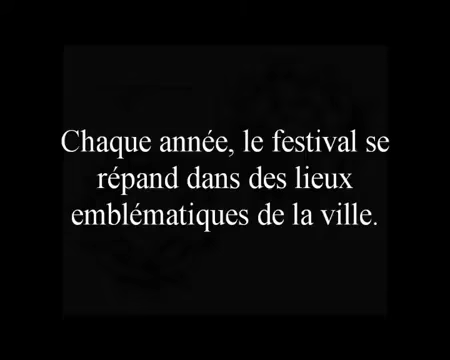 Chaque année, le festival se
répand dans des lieux
emblématiques de la ville.